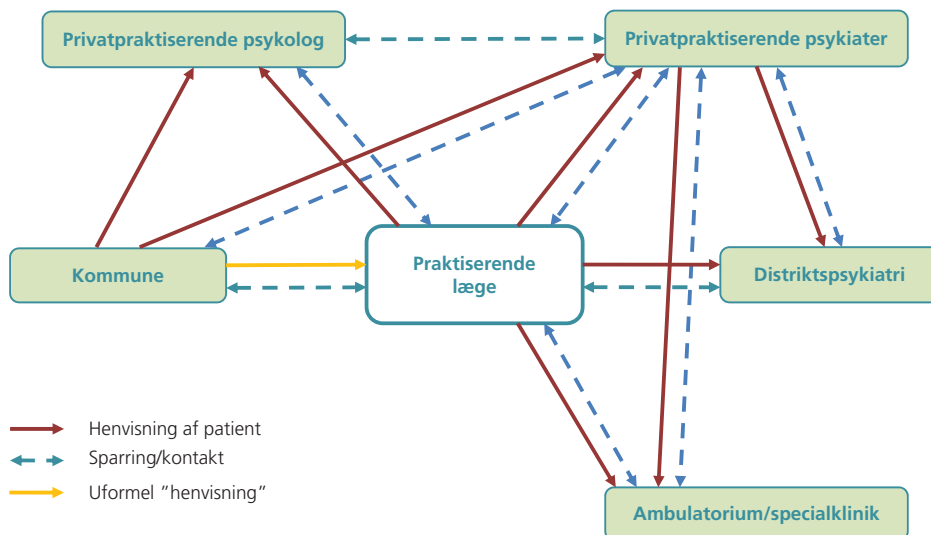 Privatpraktiserende psykolog
Privatpraktiserende psykiater
Kommune
Praktiserende
læge
Distriktspsykiatri
Henvisning af patient
Sparring/kontakt
Uformel ”henvisning”
Ambulatorium/specialklinik